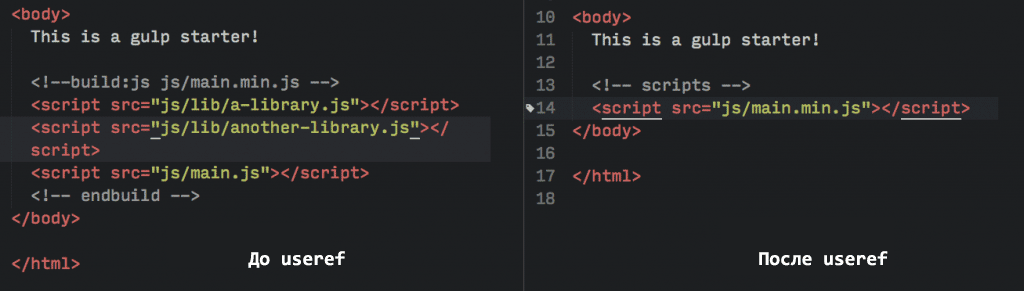 <body>
This is a gulp starter!
<!--build:js js/main.min.js -->
<script src="js/lib/a-library.js"></script>
<script src="js/lib/another-library.js"></
script>
<script src="js/main.js"></script>
<!-- endbuild -->
</body>
</html>
До useref
10 <body>
11 This is a gulp starter!
12
13 <!-- scripts -->
14 <script src="js/main.min.js"></script>
15 </body>
16
17 </html>
18
После useref